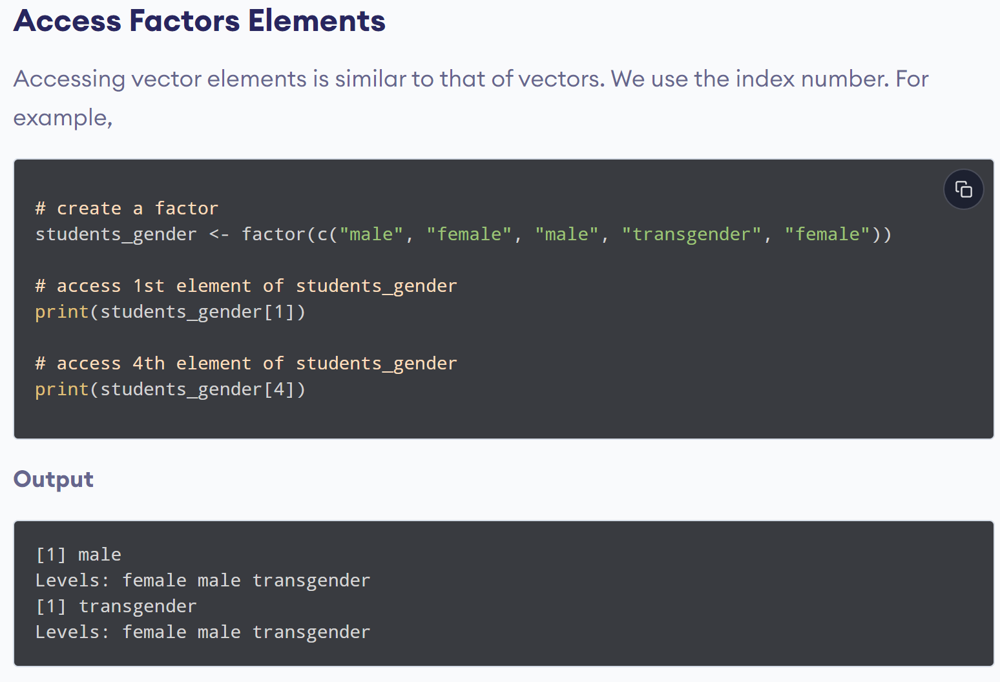 Access Factors Elements
Accessing vector elements is similar to that of vectors. We use the index number. For
example,
# create a factor
students_gender <- factor(c("male", "female", "male", "transgender", "female"))
# access 1st element of students_gender
print(students_gender[1])
# access 4th element of students_gender
print(students_gender[4])
Output
[1] male
Levels: female male transgender
[1] transgender
Levels: female male transgender